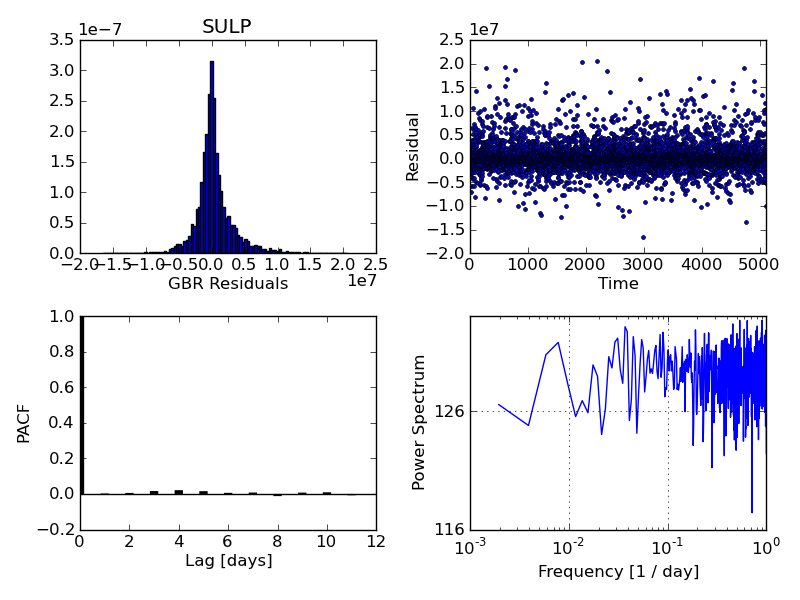 SULP
1e−7
3.5
3.0
2.5
2.0
1.5
1.0
0.5
0.0
−2.0 −1.5 −1.0 −0.5 0.0 0.5 1.0 1.5 2.0 2.5
GBR Residuals
1e7
1e7
2.5
2.0
1.5
1.0
0.5
0.0
−0.5
−1.0
−1.5
−2.0
Residual
0 1000 2000 3000 4000 5000
Time
1.0
0.8
0.6
0.4
0.2
0.0
−0.2
PACF
0 2 4 6 8 10 12
Lag [days]
126
116
Power Spectrum
10^-3 10^-2 10^-1 10^0
Frequency [1 / day]